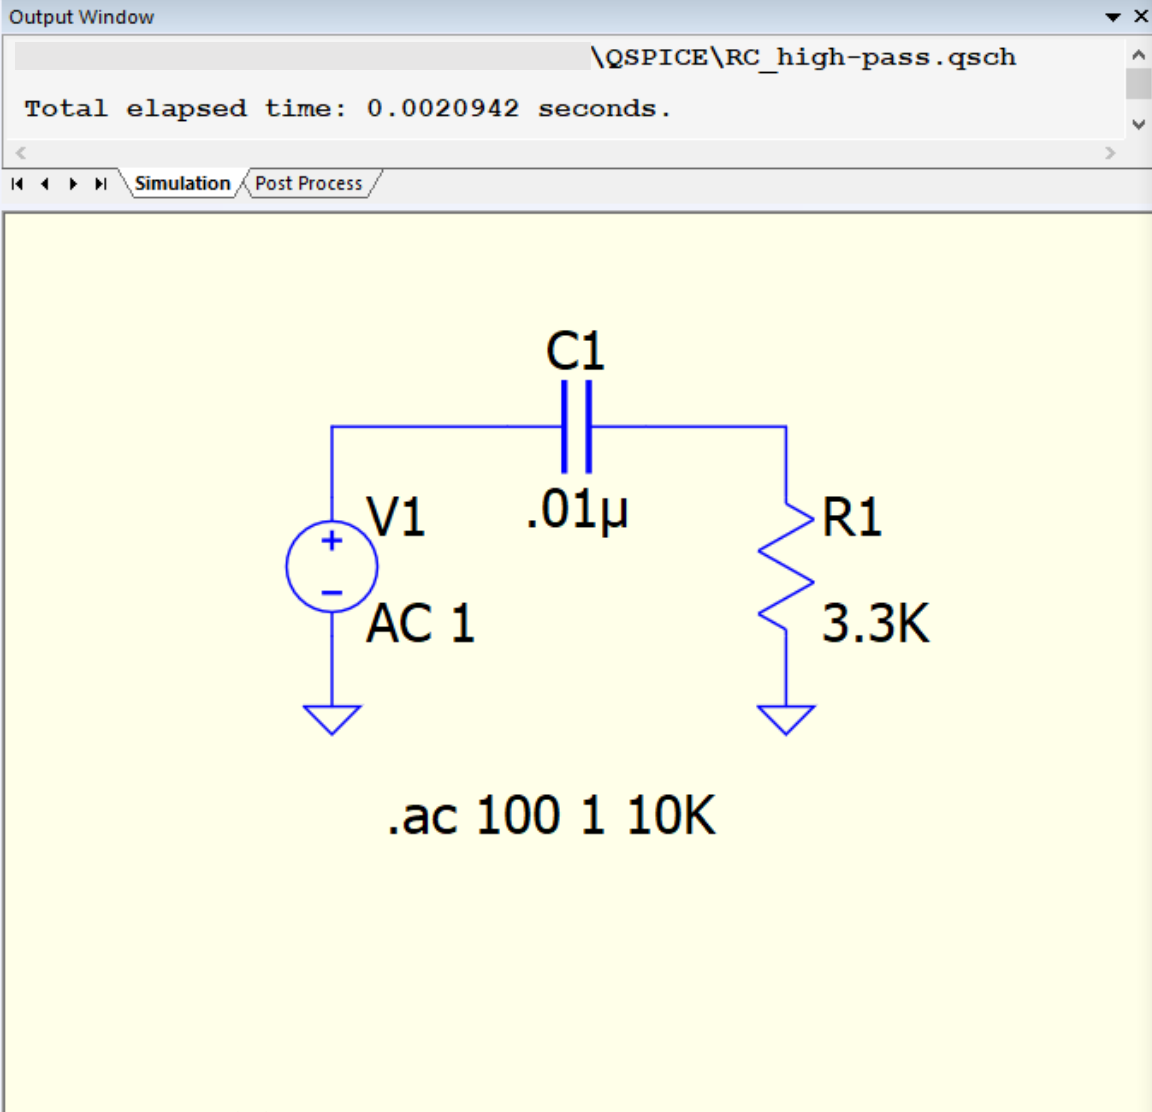 Output Window
\QSPICE\RC_high-pass.qsch
Total elapsed time: 0.0020942 seconds.
Simulation
Post Process
C1
.01µ
V1
R1
AC 1
3.3K
.ac 100 1 10K